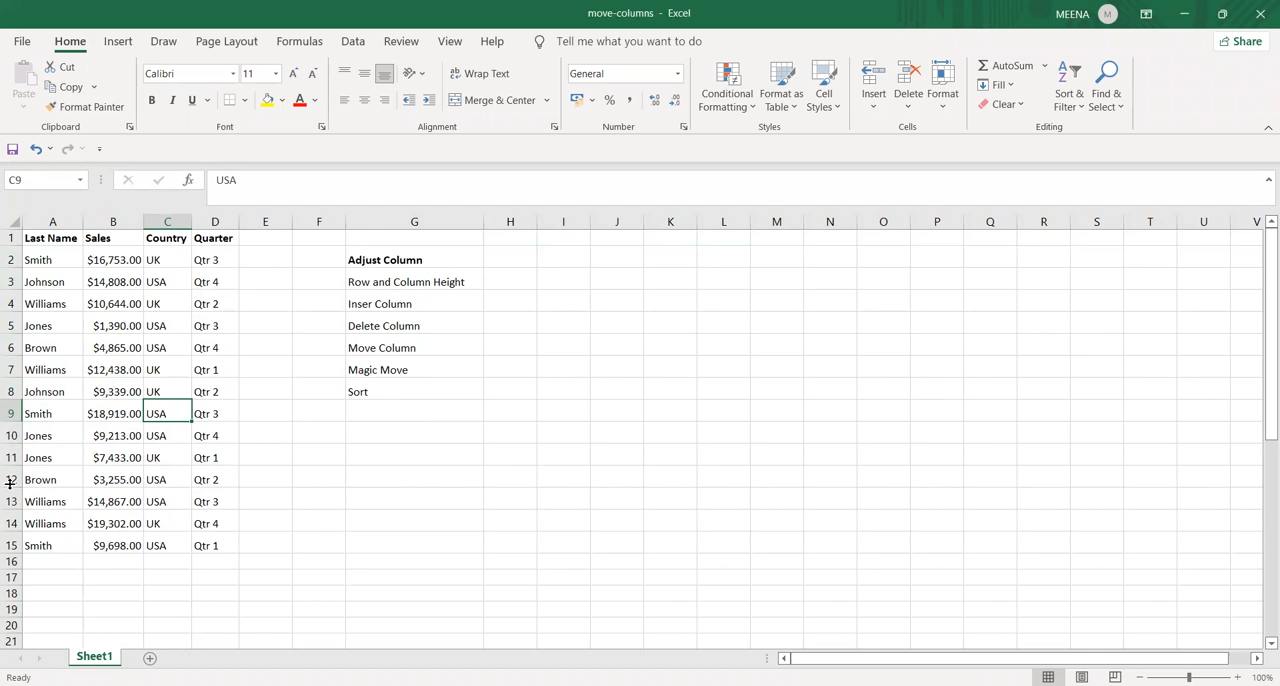 move-columns - Excel
MEENA M
File Home Insert Draw Page Layout Formulas Data Review View Help Tell me what you want to do Share
Paste Cut Copy Format Painter Clipboard
Calibri 11 A A B I U A Font
ab Wrap Text Merge & Center Alignment
General % , Number
Conditional Formatting Format as Table Cell Styles Styles
Insert Delete Format Cells
AutoSum Fill Clear Sort & Filter Find & Select Editing
C9 fx USA
A B C D E F G H I J K L M N O P Q R S T U V
1 Last Name Sales Country Quarter
2 Smith $16,753.00 UK Qtr 3 Adjust Column
3 Johnson $14,808.00 USA Qtr 4 Row and Column Height
4 Williams $10,644.00 UK Qtr 2 Inser Column
5 Jones $1,390.00 USA Qtr 3 Delete Column
6 Brown $4,865.00 USA Qtr 4 Move Column
7 Williams $12,438.00 UK Qtr 1 Magic Move
8 Johnson $9,339.00 UK Qtr 2 Sort
9 Smith $18,919.00 USA Qtr 3
10 Jones $9,213.00 USA Qtr 4
11 Jones $7,433.00 UK Qtr 1
12 Brown $3,255.00 USA Qtr 2
13 Williams $14,867.00 USA Qtr 3
14 Williams $19,302.00 UK Qtr 4
15 Smith $9,698.00 USA Qtr 1
16
17
18
19
20
21
Sheet1
Ready 100%